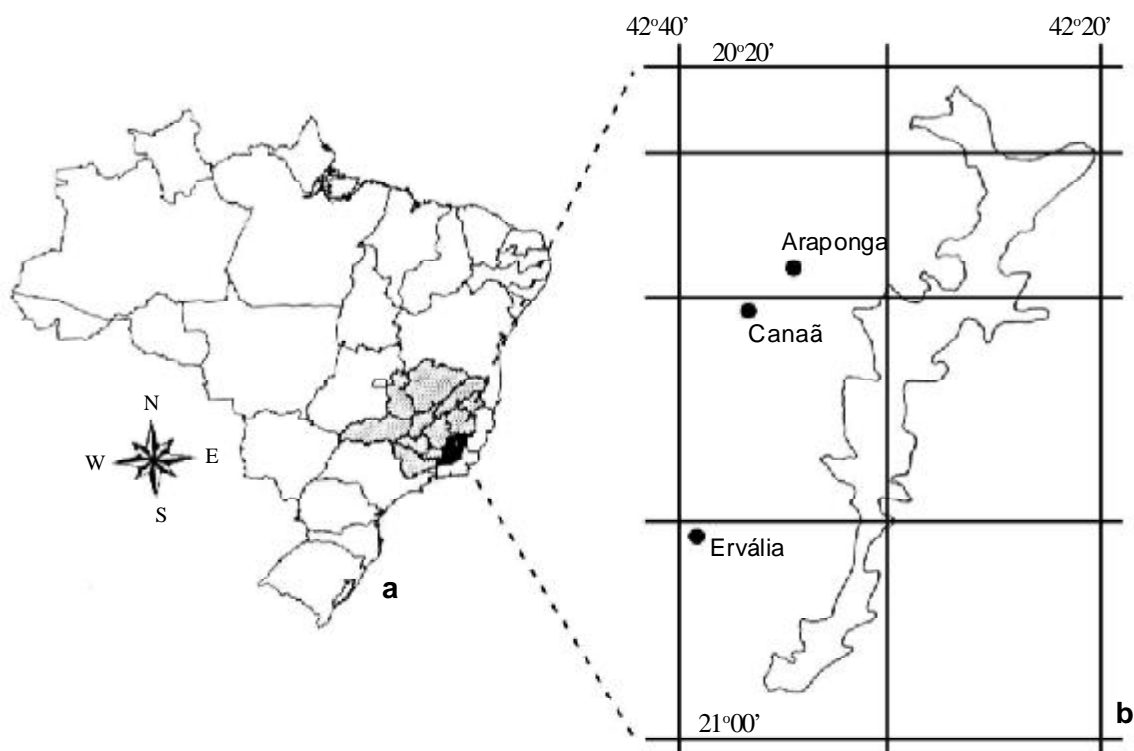 42°40'
42°20'
20°20'
Araponga
Canaã
N
W
E
S
Ervália
a
21°00'
b